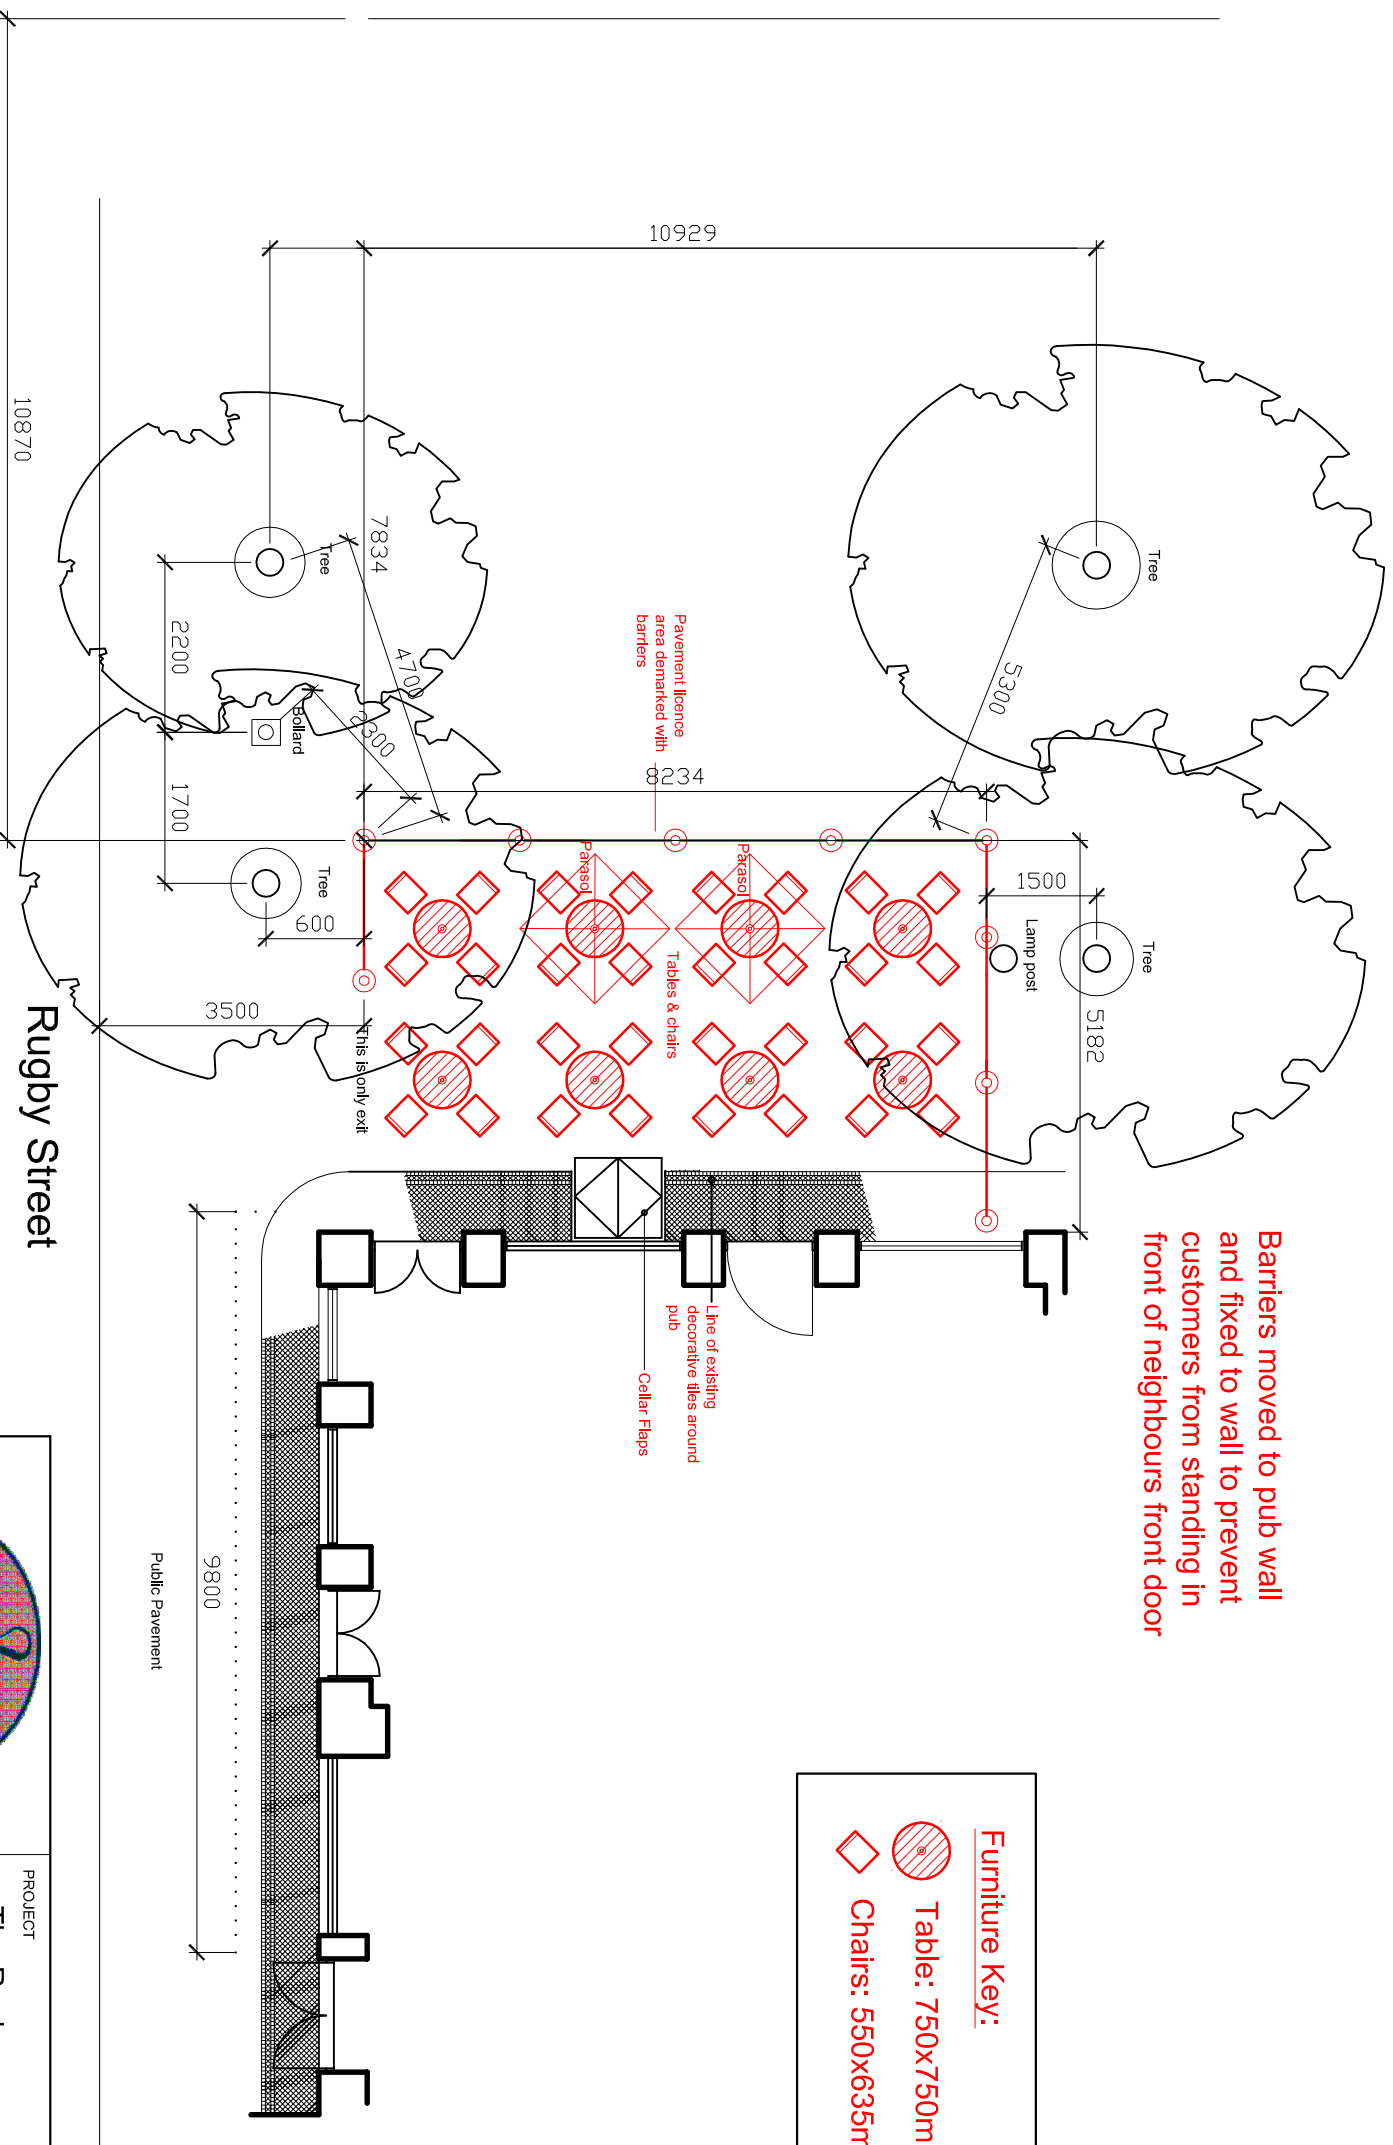 Barriers moved to pub wall
and fixed to wall to prevent
customers from standing in
front of neighbours front door
10929
Tree
5300
Tree
Lamp post
5182
1500
Pavement licence
area demarked with
barriers
8234
Parasol
Parasol
Tables & chairs
7834
Tree
4700
2300
Bollard
2200
1700
Tree
600
3500
This is only exit
10870
Rugby Street
Line of existing
decorative tiles around
pub
Cellar Flaps
9800
Public Pavement
Furniture Key:
Table: 750x750m
Chairs: 550x635m
PROJECT